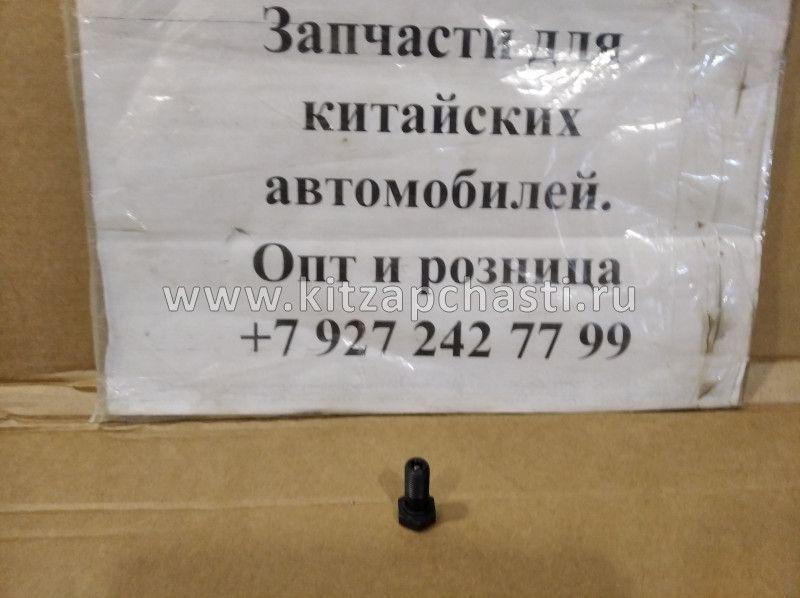 Запчасти для
китайских
автомобилей.
Опт и розница
www.kitzapchasti.ru
+7 927 242 77 99